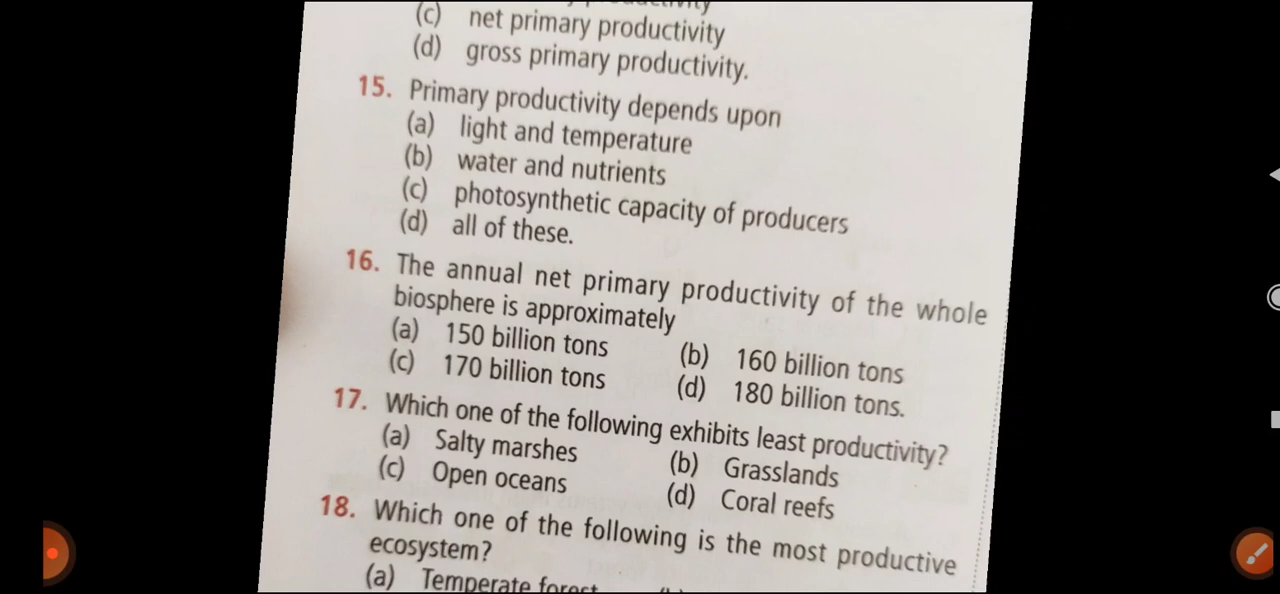 productivity
(c) net primary productivity
(d) gross primary productivity.
15. Primary productivity depends upon
(a) light and temperature
(b) water and nutrients
(c) photosynthetic capacity of producers
(d) all of these.
16. The annual net primary productivity of the whole
biosphere is approximately
(a) 150 billion tons (b) 160 billion tons
(c) 170 billion tons (d) 180 billion tons.
17. Which one of the following exhibits least productivity?
(a) Salty marshes (b) Grasslands
(c) Open oceans (d) Coral reefs
18. Which one of the following is the most productive
ecosystem?
(a) Temperate forest